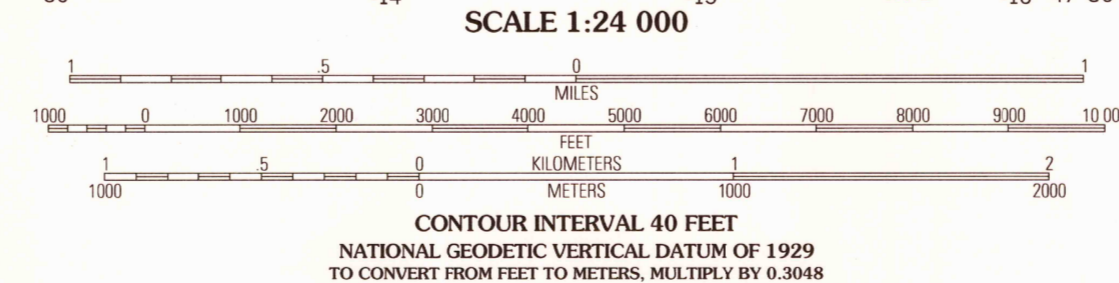 SCALE 1:24 000
1 .5 0 1
MILES
1000 0 1000 2000 3000 4000 5000 6000 7000 8000 9000 10 00
FEET
1 .5 0 KILOMETERS 1 2
1000 0 METERS 1000 2000
CONTOUR INTERVAL 40 FEET
NATIONAL GEODETIC VERTICAL DATUM OF 1929
TO CONVERT FROM FEET TO METERS, MULTIPLY BY 0.3048